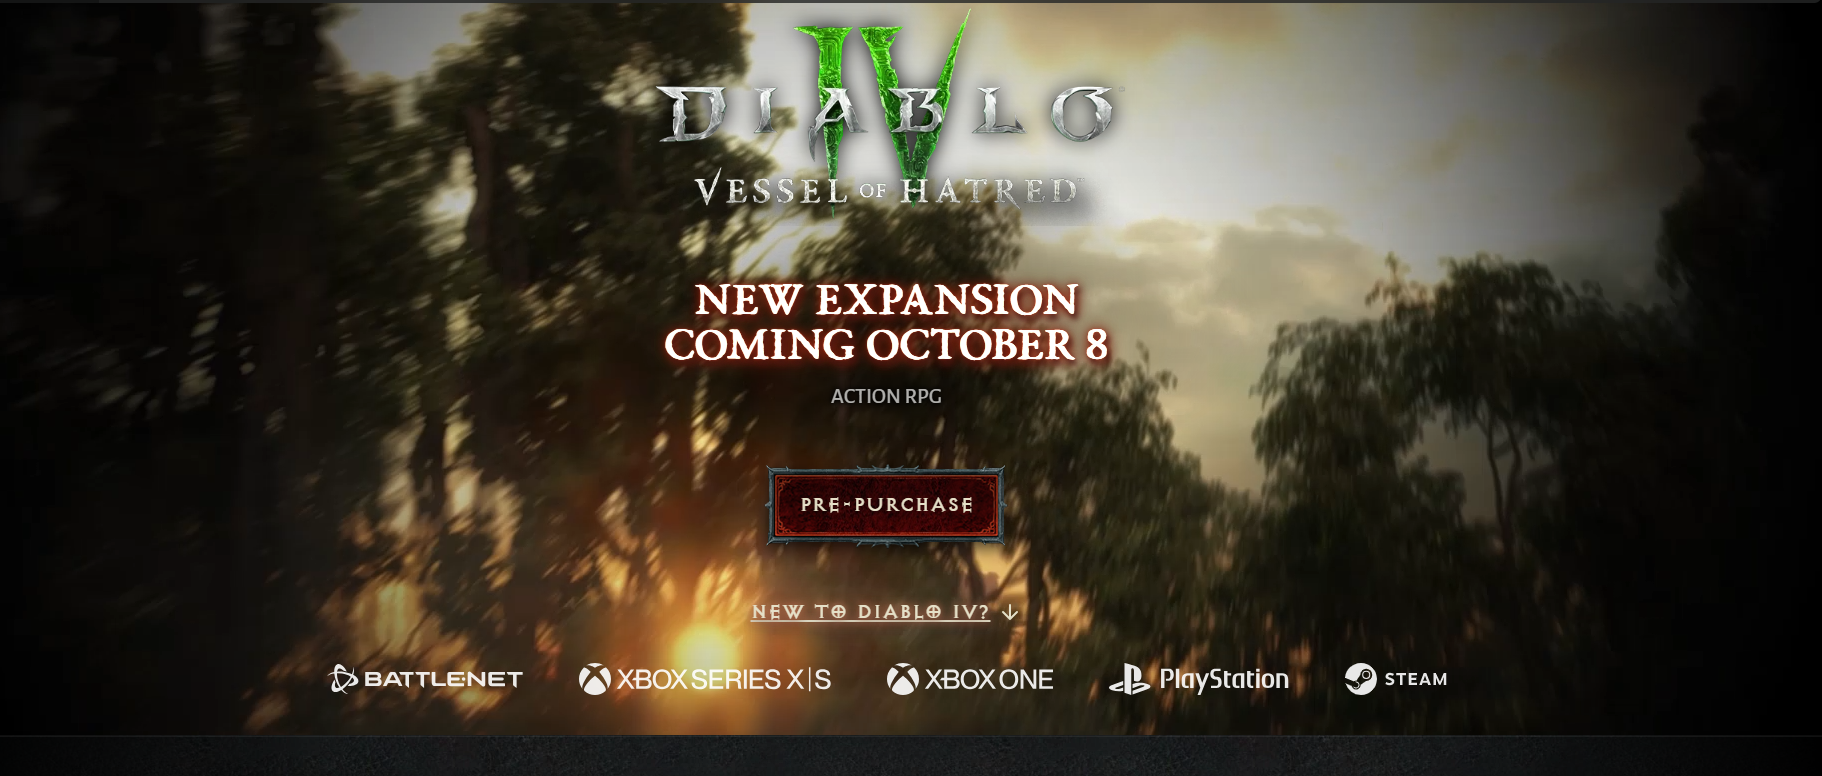 DIABLO IV
VESSEL OF HATRED™
NEW EXPANSION
COMING OCTOBER 8
ACTION RPG
PRE-PURCHASE
NEW TO DIABLO IV?
BATTLE.NET
XBOX SERIES X|S
XBOX ONE
PlayStation
STEAM